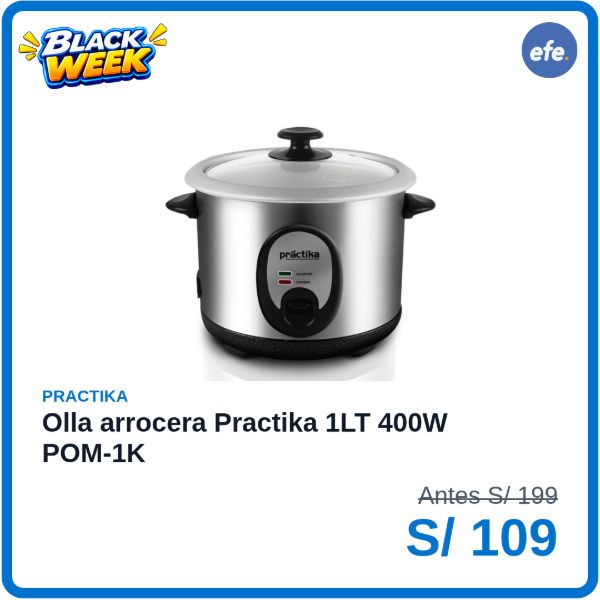 BLACK
WEEK
efe.
práctika
PRACTIKA
Olla arrocera Practika 1LT 400W
POM-1K
Antes S/ 199
S/ 109